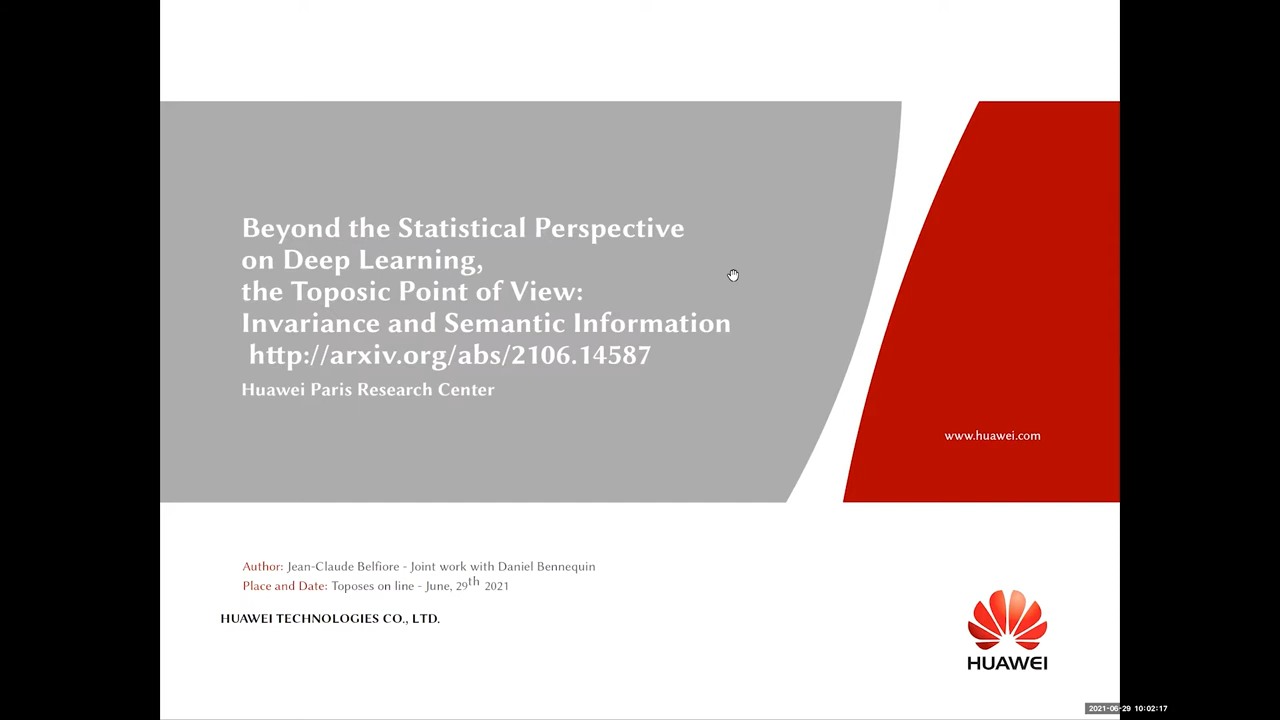 Beyond the Statistical Perspective
on Deep Learning,
the Toposic Point of View:
Invariance and Semantic Information
http://arxiv.org/abs/2106.14587
Huawei Paris Research Center
www.huawei.com
Author: Jean-Claude Belfiore - Joint work with Daniel Bennequin
Place and Date: Toposes on line - June, 29th 2021
HUAWEI TECHNOLOGIES CO., LTD.
HUAWEI
2021-06-29 10:02:17